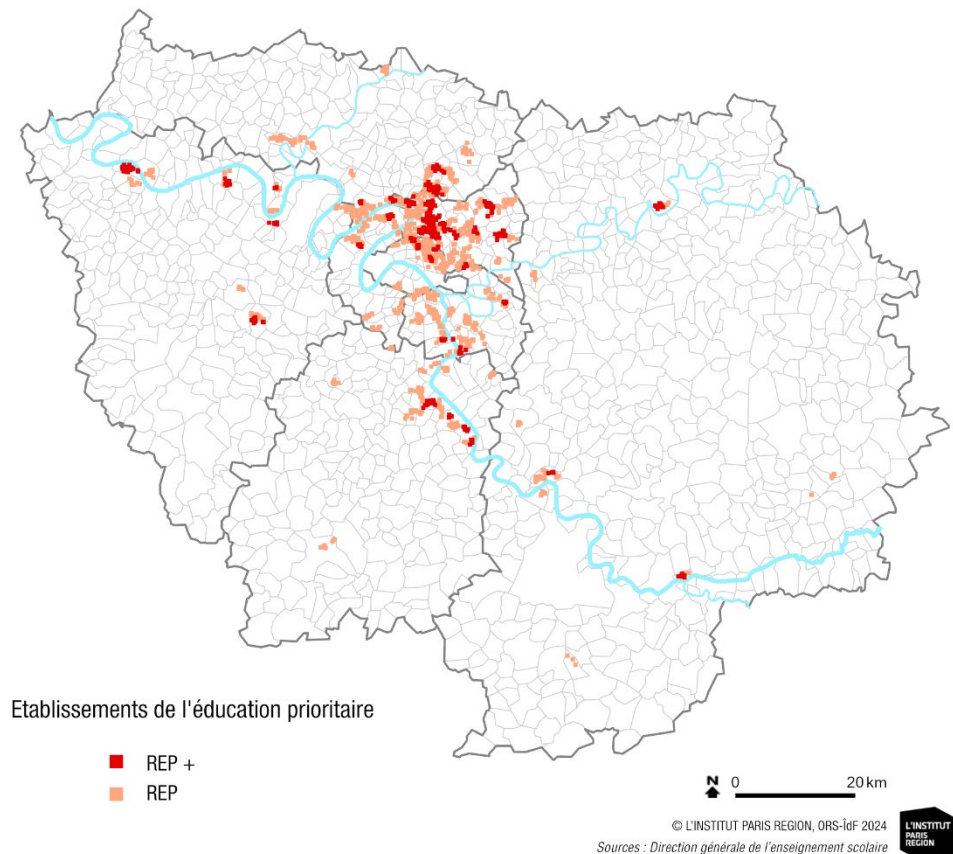 Etablissements de l'éducation prioritaire
REP +
REP
N 0 20 km
© L'INSTITUT PARIS REGION, ORS-ÎdF 2024
Sources : Direction générale de l'enseignement scolaire
L'INSTITUT
PARIS
REGION